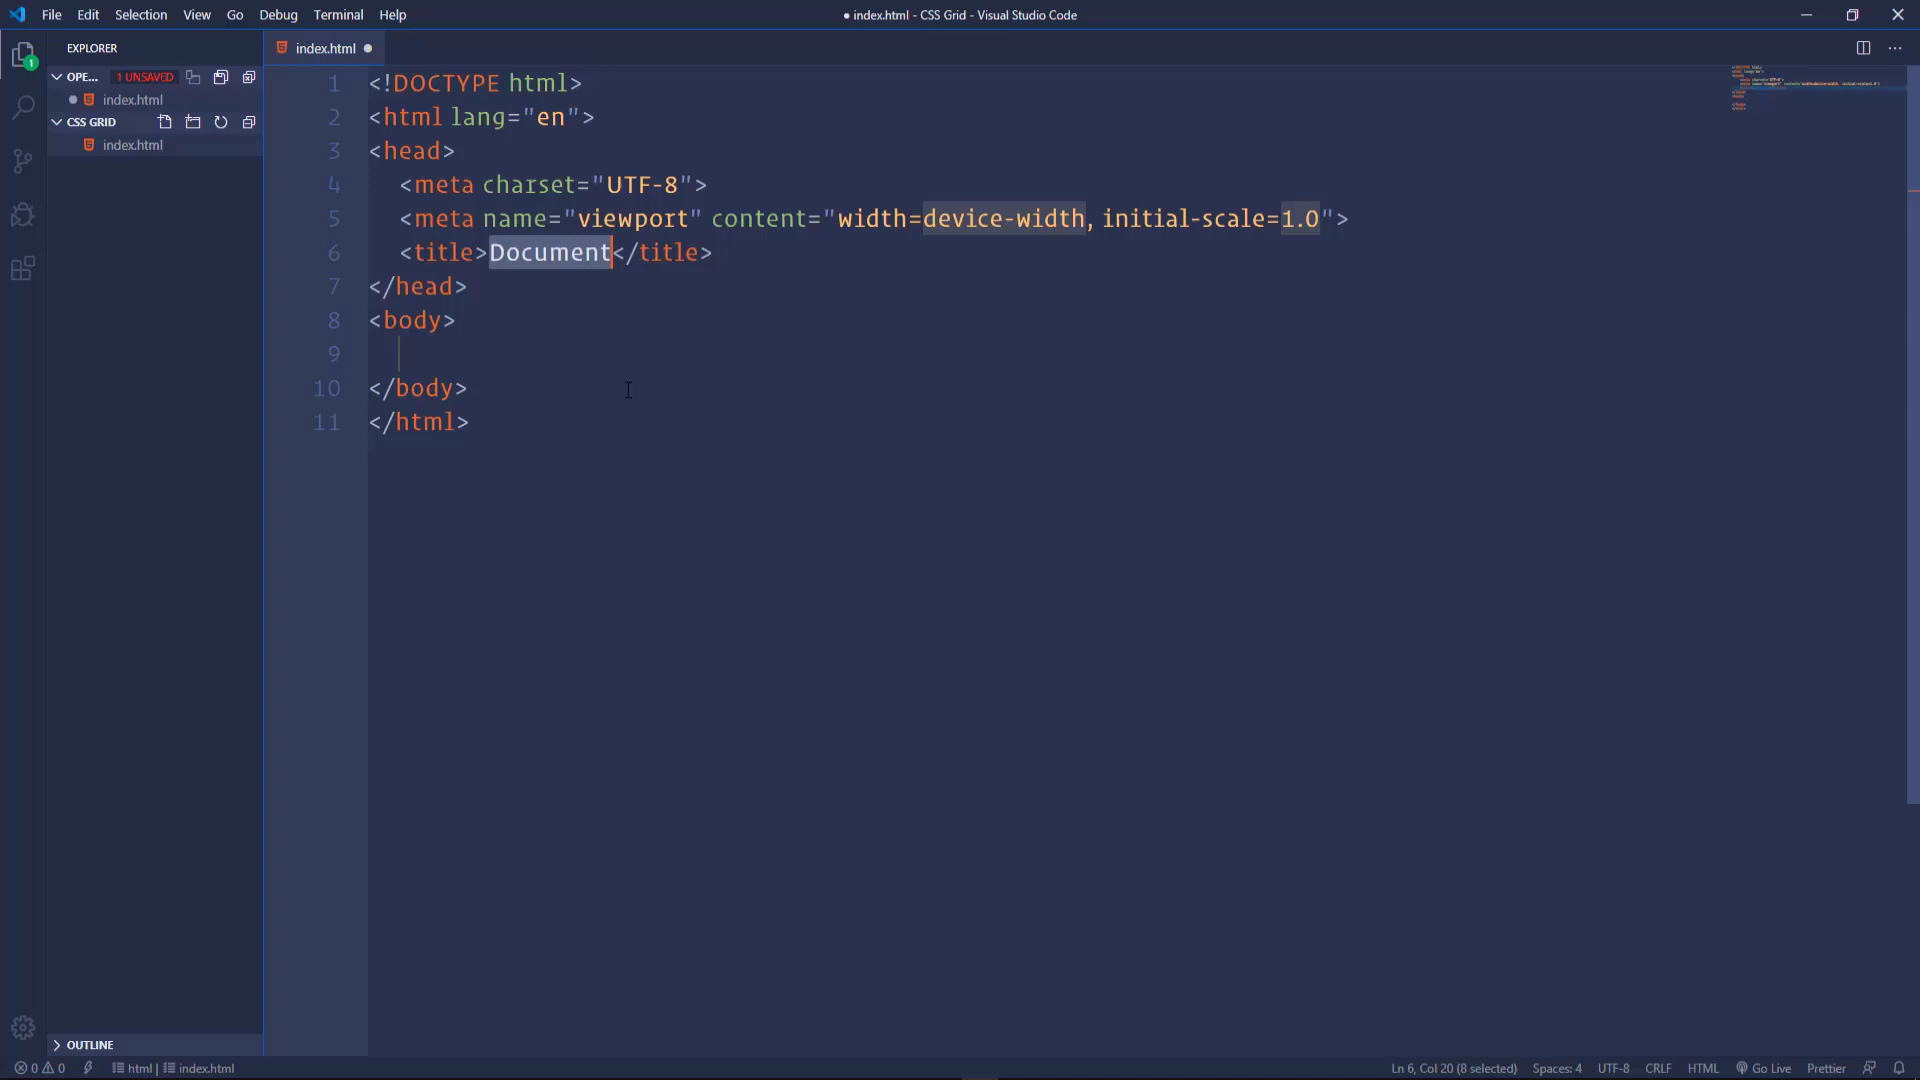 File Edit Selection View Go Debug Terminal Help
● index.html - CSS Grid - Visual Studio Code
EXPLORER
index.html ●
OPE... 1 UNSAVED
index.html
CSS GRID
index.html
1 <!DOCTYPE html>
2 <html lang="en">
3 <head>
4 <meta charset="UTF-8">
5 <meta name="viewport" content="width=device-width, initial-scale=1.0">
6 <title>Document</title>
7 </head>
8 <body>
9
10 </body>
11 </html>
1
OUTLINE
0 0 html | index.html
Ln 6, Col 20 (8 selected) Spaces: 4 UTF-8 CRLF HTML Go Live Prettier